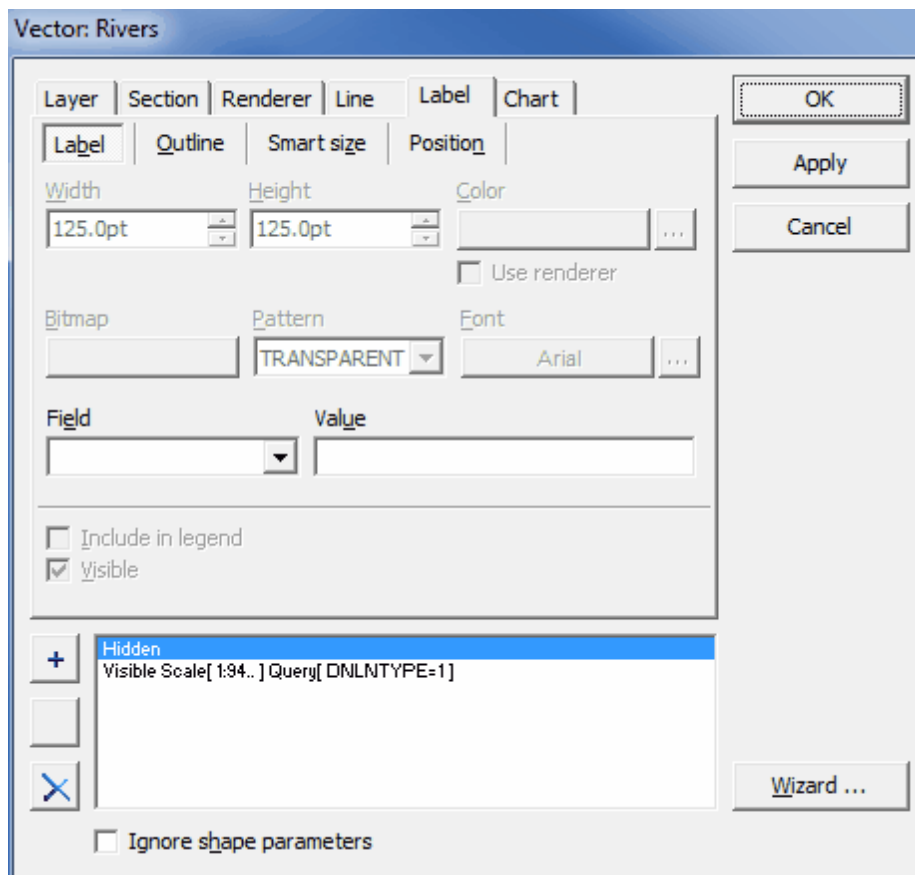 Vector: Rivers
Layer Section Renderer Line Label Chart
OK
Label Outline Smart size Position
Apply
Width Height Color
125.0pt 125.0pt ...
Cancel
Use renderer
Bitmap Pattern Font
TRANSPARENT Arial ...
Field Value
Include in legend
Visible
+ Hidden
Visible Scale[ 1:94.. ] Query[ DNLNTYPE=1]
Wizard ...
Ignore shape parameters